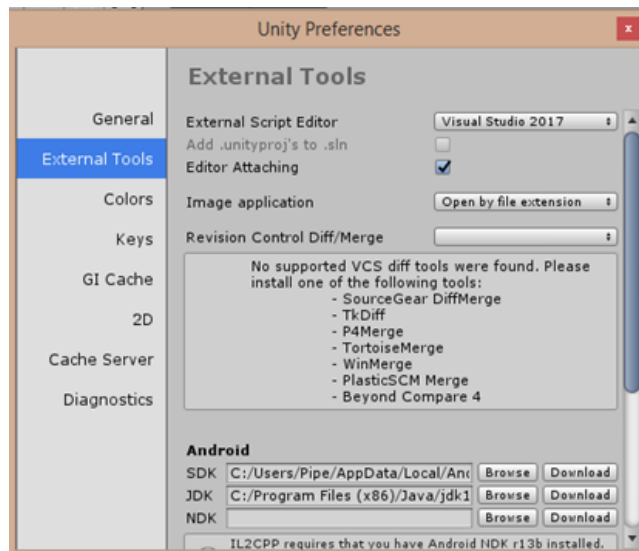 Unity Preferences
x
External Tools
General
External Tools
Colors
Keys
GI Cache
2D
Cache Server
Diagnostics
External Script Editor Visual Studio 2017
Add .unityproj's to .sln
Editor Attaching
Image application Open by file extension
Revision Control Diff/Merge
No supported VCS diff tools were found. Please
install one of the following tools:
- SourceGear DiffMerge
- TkDiff
- P4Merge
- TortoiseMerge
- WinMerge
- PlasticSCM Merge
- Beyond Compare 4
Android
SDK C:/Users/Pipe/AppData/Local/And Browse Download
JDK C:/Program Files (x86)/Java/jdk1 Browse Download
NDK Browse Download
IL2CPP requires that you have Android NDK r13b installed.